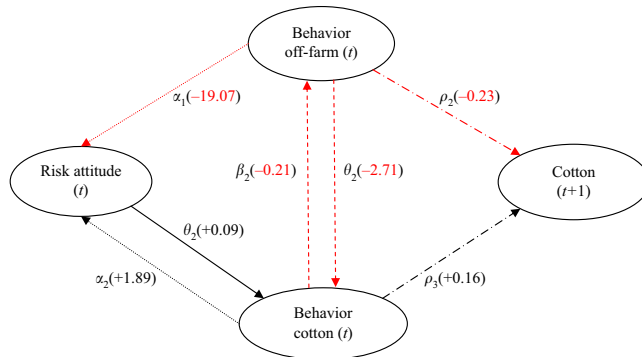 Behavior
off-farm (t)
α1(–19.07)
ρ2(–0.23)
Risk attitude
(t)
β2(–0.21)
θ2(–2.71)
Cotton
(t+1)
θ2(+0.09)
α2(+1.89)
ρ3(+0.16)
Behavior
cotton (t)